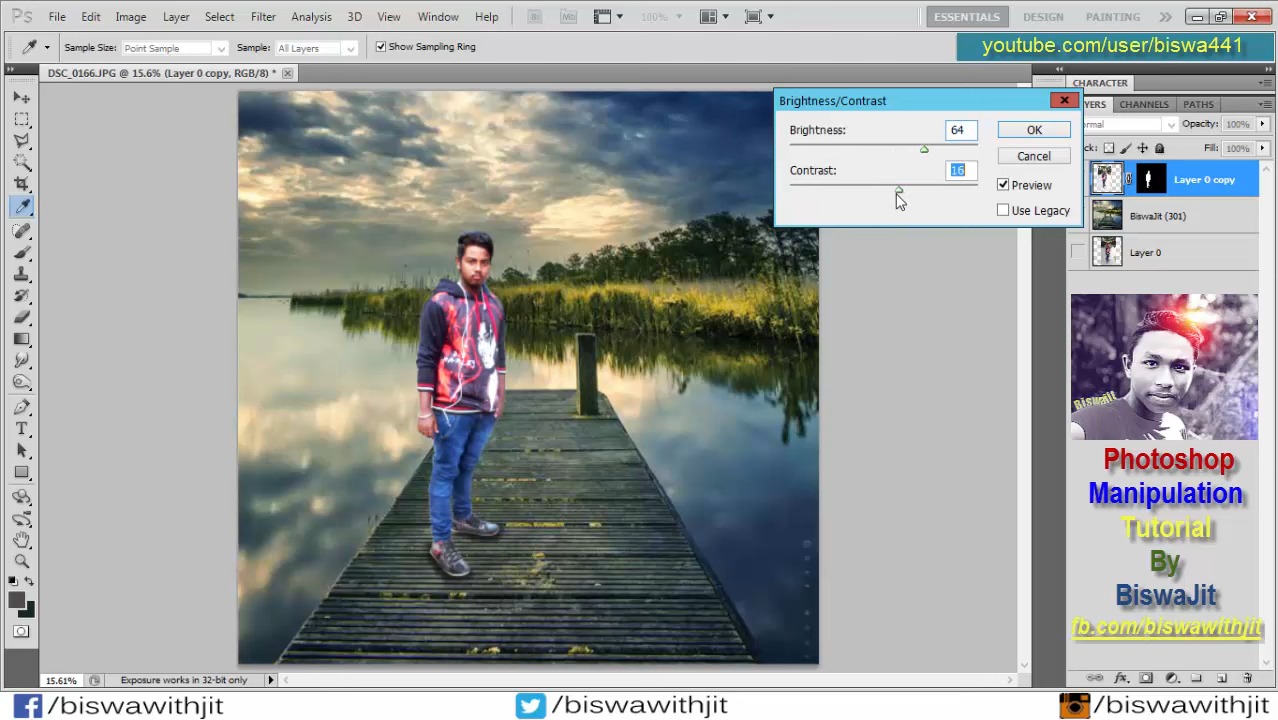 Ps File Edit Image Layer Select Filter Analysis 3D View Window Help Br Mb 100% ESSENTIALS DESIGN PAINTING
Sample Size: Point Sample Sample: All Layers Show Sampling Ring
youtube.com/user/biswa441
DSC_0166.JPG @ 15.6% (Layer 0 copy, RGB/8) *
CHARACTER
Brightness/Contrast
YERS CHANNELS PATHS
Brightness: 64 OK
rmal Opacity: 100%
ck: Fill: 100%
Cancel
Contrast: 16
Preview
Use Legacy
Layer 0 copy
BiswaJit (301)
Layer 0
Biswajit
Photoshop
Manipulation
Tutorial
By
BiswaJit
fb.com/biswawithjit
15.61% Exposure works in 32-bit only
/biswawithjit /biswawithjit /biswawithjit